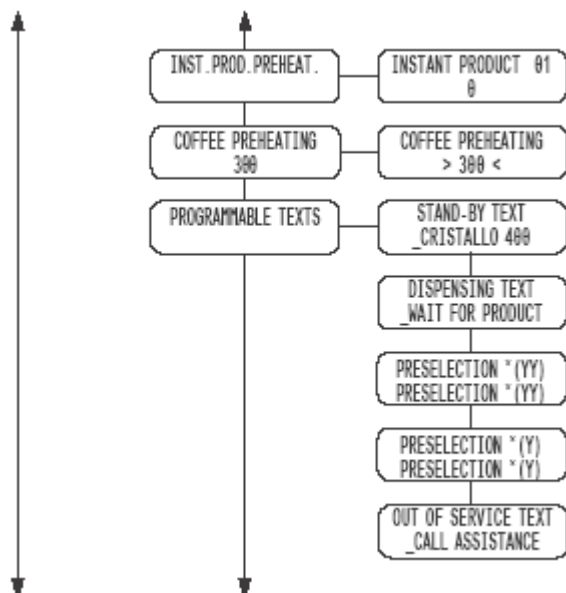 INST.PROD.PREHEAT.
INSTANT PRODUCT 01
0
COFFEE PREHEATING
300
COFFEE PREHEATING
> 300 <
PROGRAMMABLE TEXTS
STAND-BY TEXT
_CRISTALLO 400
DISPENSING TEXT
_WAIT FOR PRODUCT
PRESELECTION *(YY)
PRESELECTION *(YY)
PRESELECTION *(Y)
PRESELECTION *(Y)
OUT OF SERVICE TEXT
_CALL ASSISTANCE